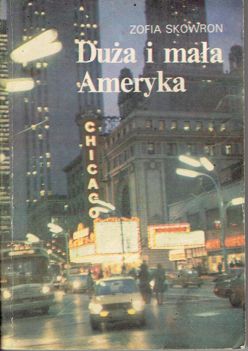 ZOFIA SKOWRON
Duża i mała
Ameryka
CHICAGO